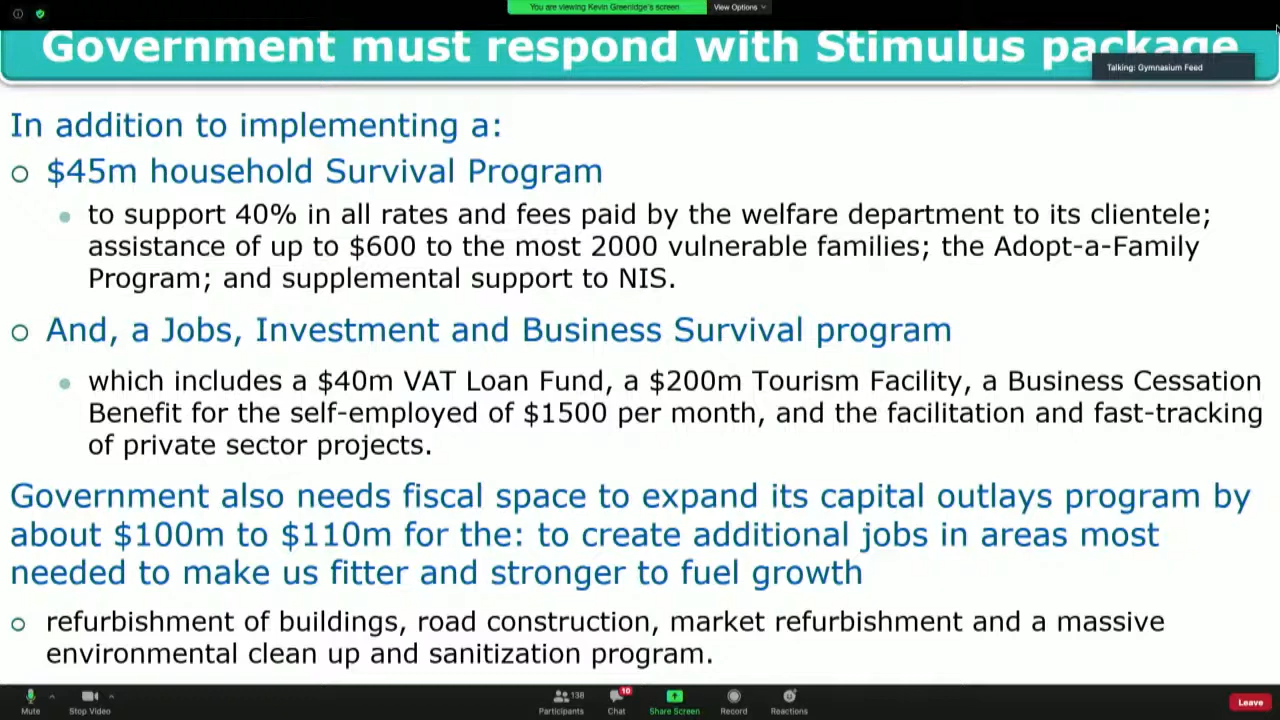 You are viewing Kevin Greenidge's screen
View Options
Government must respond with Stimulus package
Talking: Gymnasium Feed
In addition to implementing a:
$45m household Survival Program
to support 40% in all rates and fees paid by the welfare department to its clientele;
assistance of up to $600 to the most 2000 vulnerable families; the Adopt-a-Family
Program; and supplemental support to NIS.
And, a Jobs, Investment and Business Survival program
which includes a $40m VAT Loan Fund, a $200m Tourism Facility, a Business Cessation
Benefit for the self-employed of $1500 per month, and the facilitation and fast-tracking
of private sector projects.
Government also needs fiscal space to expand its capital outlays program by
about $100m to $110m for the: to create additional jobs in areas most
needed to make us fitter and stronger to fuel growth
refurbishment of buildings, road construction, market refurbishment and a massive
environmental clean up and sanitization program.
138
10
Mute
Stop Video
Participants
Chat
Share Screen
Record
Reactions
Leave